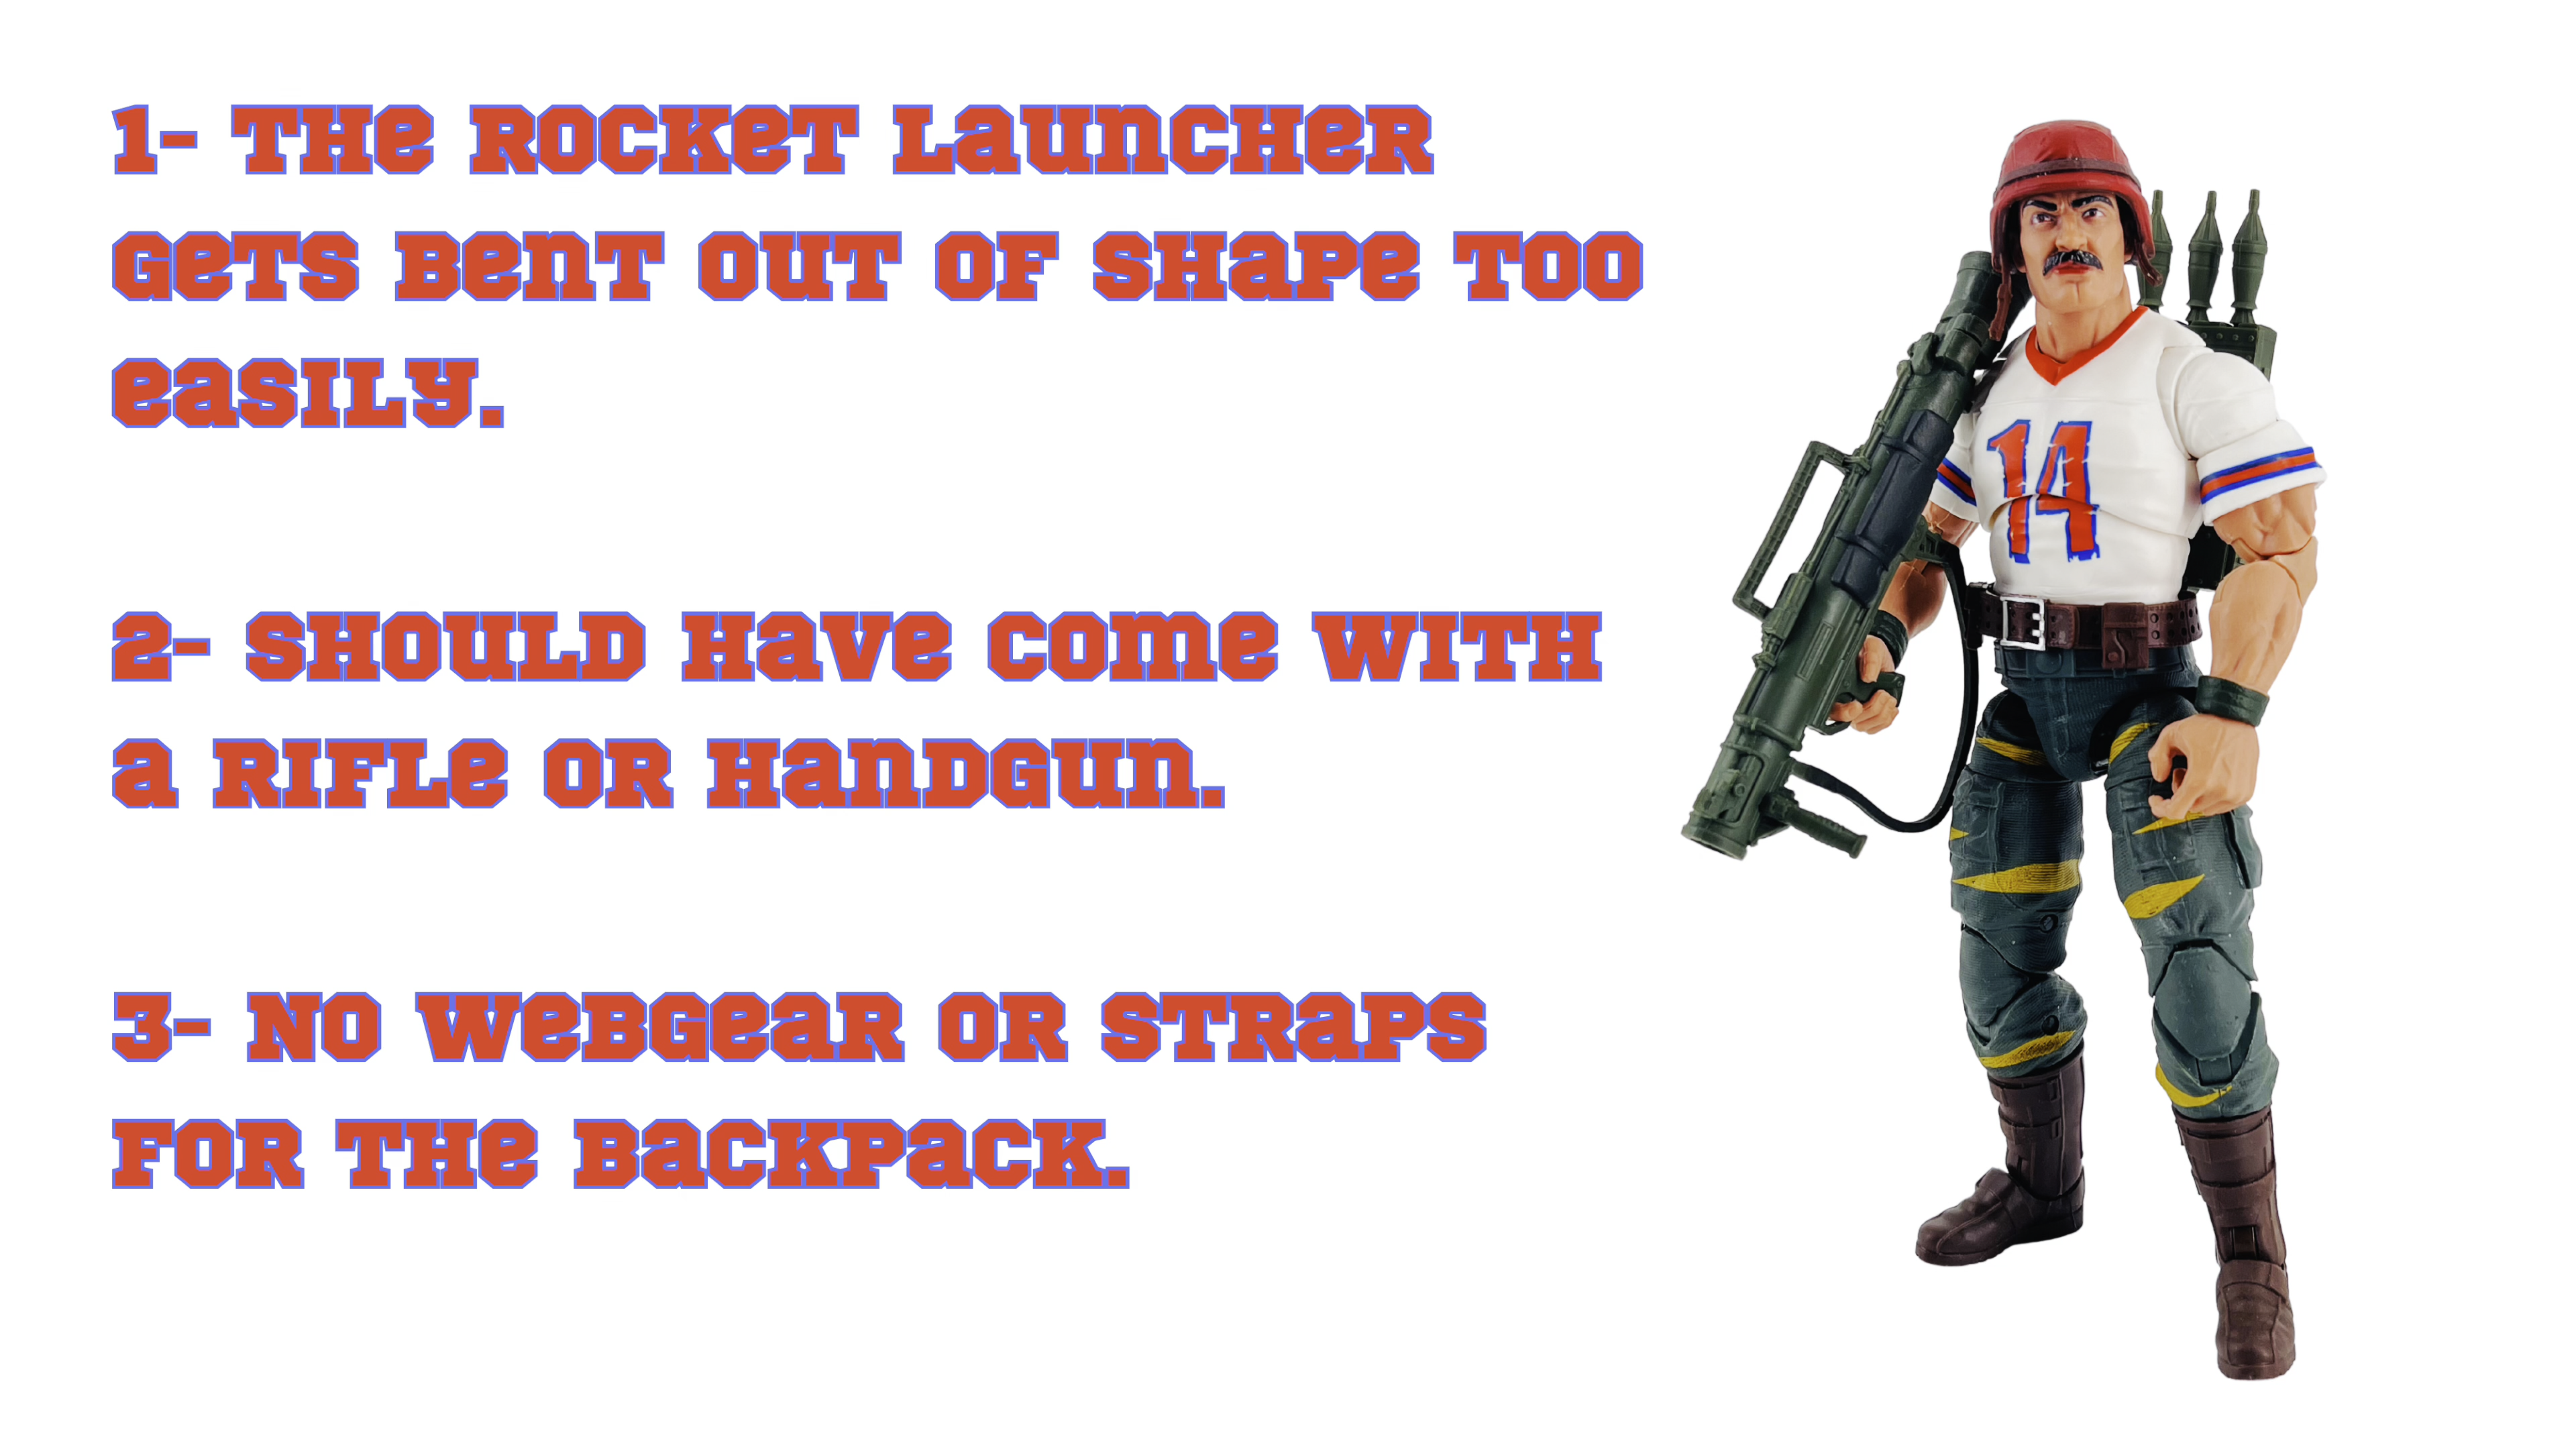 1- THe ROCKeT LaunCHeR
GeTS BenT OUT OF SHaPe TOO
easILy.
2- SHOULD Have COme WITH
a RIFLe OR HanDGun.
3- NO WeBGeaR OR STRaPS
FOR THe BaCKPaCK.
14